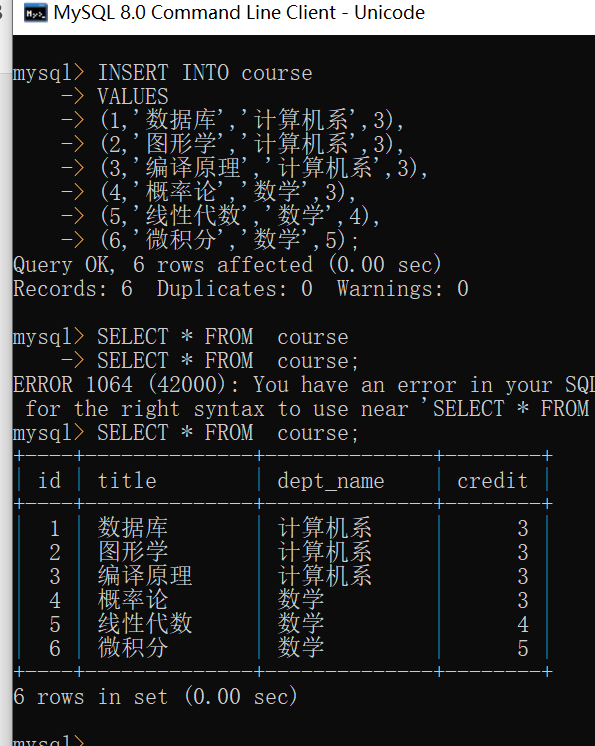 MySQL 8.0 Command Line Client - Unicode
mysql> INSERT INTO course
-> VALUES
-> (1,'数据库','计算机系',3),
-> (2,'图形学','计算机系',3),
-> (3,'编译原理','计算机系',3),
-> (4,'概率论','数学',3),
-> (5,'线性代数','数学',4),
-> (6,'微积分','数学',5);
Query OK, 6 rows affected (0.00 sec)
Records: 6  Duplicates: 0  Warnings: 0
mysql> SELECT * FROM  course
-> SELECT * FROM  course;
ERROR 1064 (42000): You have an error in your SQL
for the right syntax to use near 'SELECT * FROM
mysql> SELECT * FROM  course;
| id | title | dept_name | credit |
| 1 | 数据库 | 计算机系 | 3 |
| 2 | 图形学 | 计算机系 | 3 |
| 3 | 编译原理 | 计算机系 | 3 |
| 4 | 概率论 | 数学 | 3 |
| 5 | 线性代数 | 数学 | 4 |
| 6 | 微积分 | 数学 | 5 |
6 rows in set (0.00 sec)
mysql>